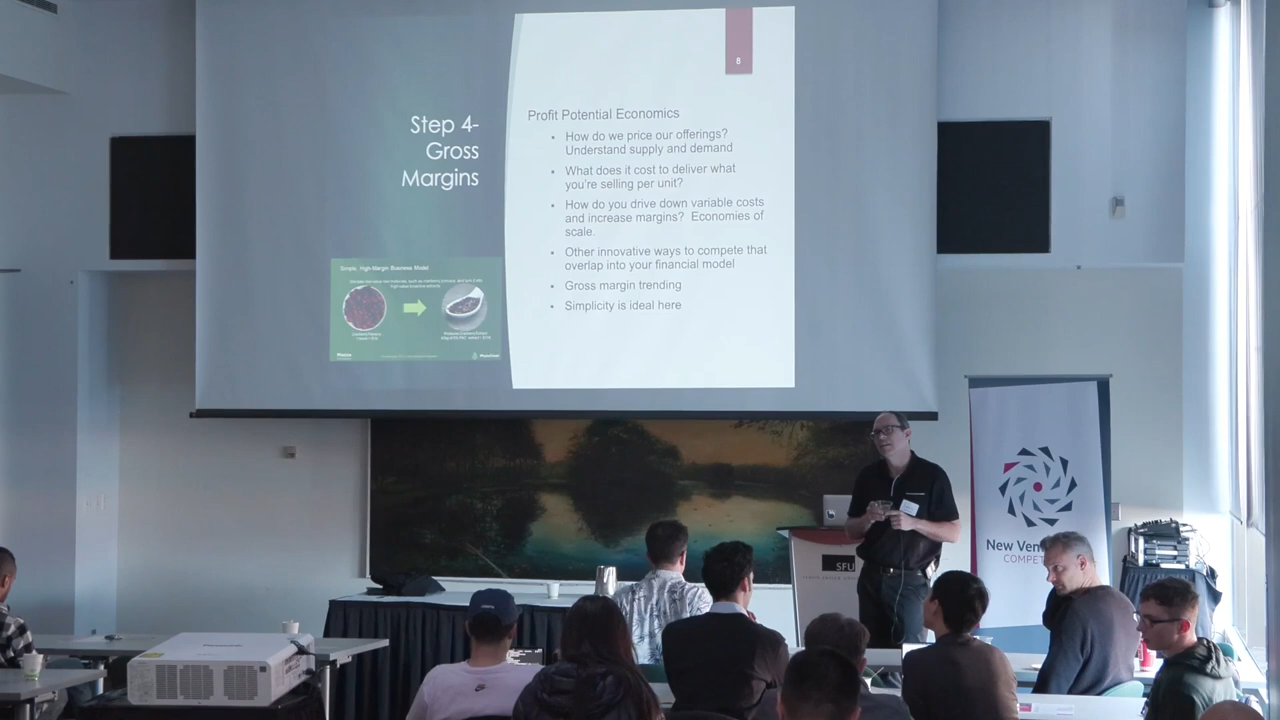 8
Step 4-
Gross
Margins
Profit Potential Economics
• How do we price our offerings?
Understand supply and demand
• What does it cost to deliver what
you're selling per unit?
• How do you drive down variable costs
and increase margins? Economies of
scale.
• Other innovative ways to compete that
overlap into your financial model
• Gross margin trending
• Simplicity is ideal here
Simple, High-Margin Business Model
SFU
New Ven
COMPET